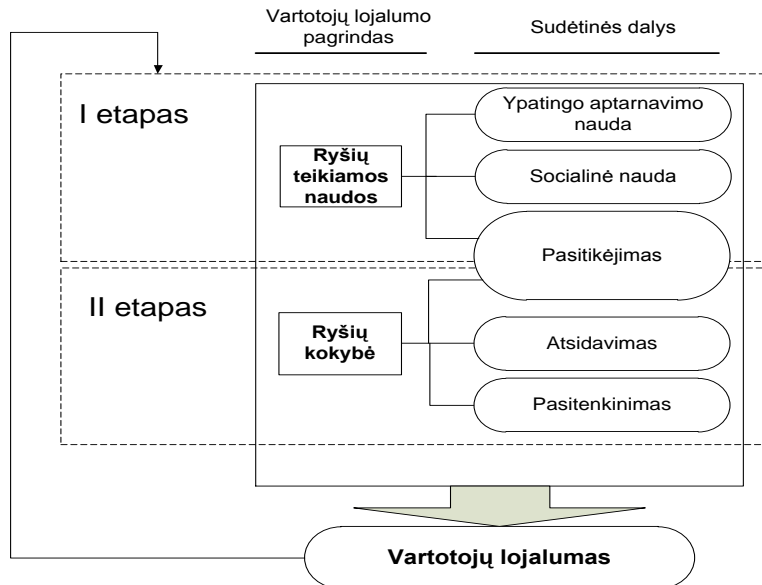 Vartotojų lojalumo
pagrindas
Sudėtinės dalys
I etapas
Ypatingo aptarnavimo
nauda
Ryšių
teikiamos
naudos
Socialinė nauda
Pasitikėjimas
II etapas
Ryšių
kokybė
Atsidavimas
Pasitenkinimas
Vartotojų lojalumas